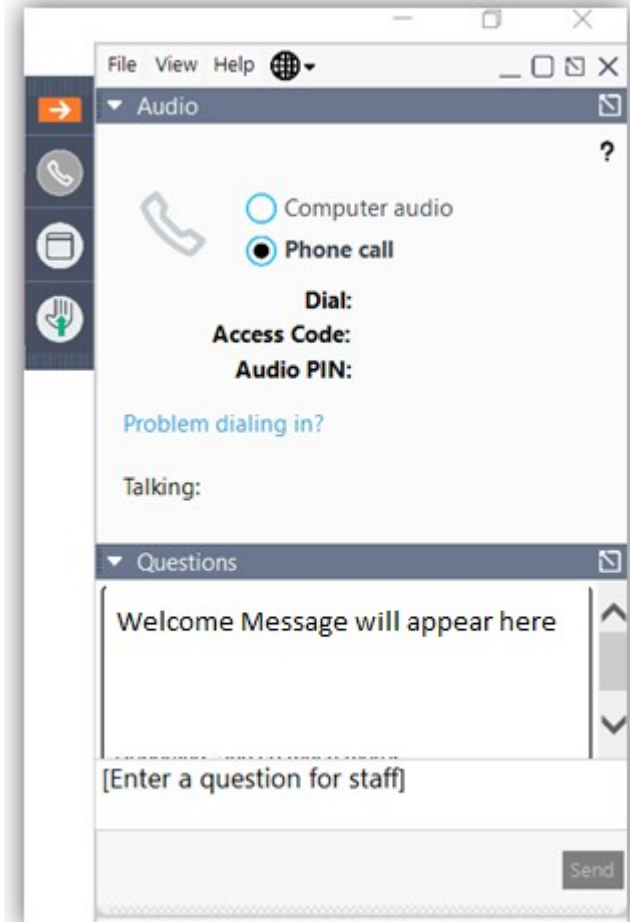 File View Help
Audio
?
Computer audio
Phone call
Dial:
Access Code:
Audio PIN:
Problem dialing in?
Talking:
Questions
Welcome Message will appear here
[Enter a question for staff]
Send